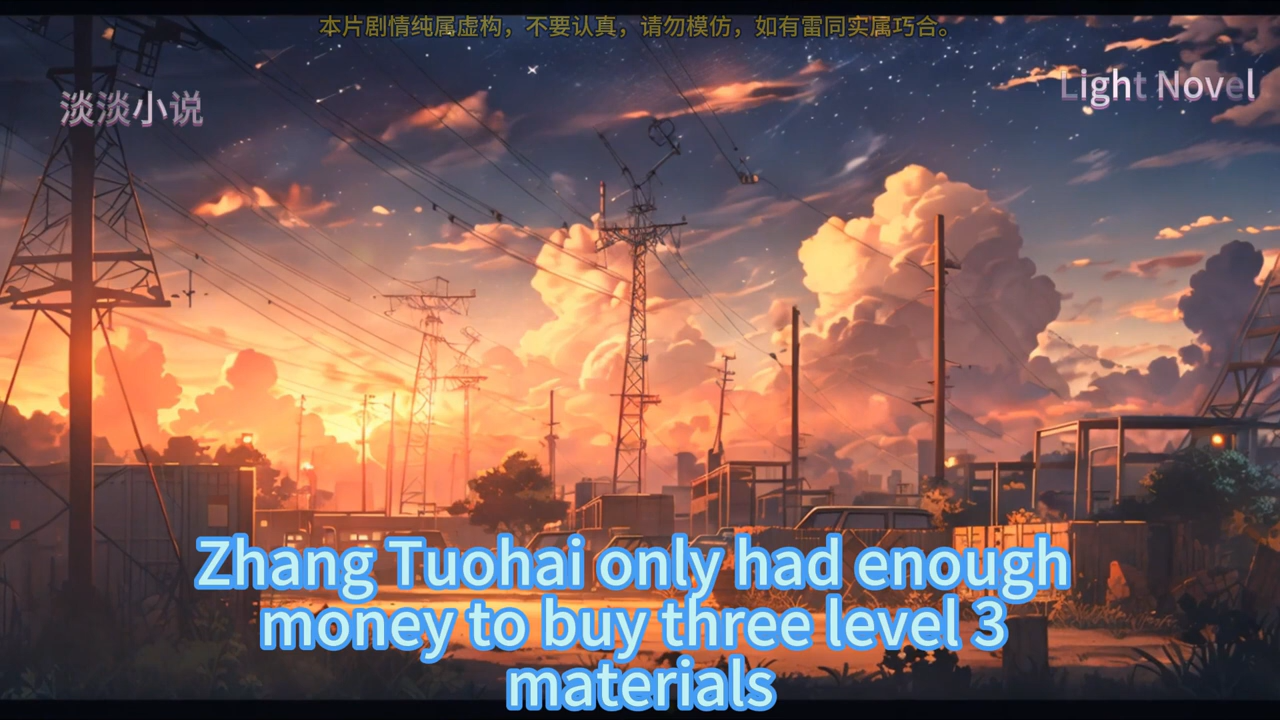 本片剧情纯属虚构，不要认真，请勿模仿，如有雷同实属巧合。
淡淡小说
Light Novel
Zhang Tuohai only had enough
money to buy three level 3
materials